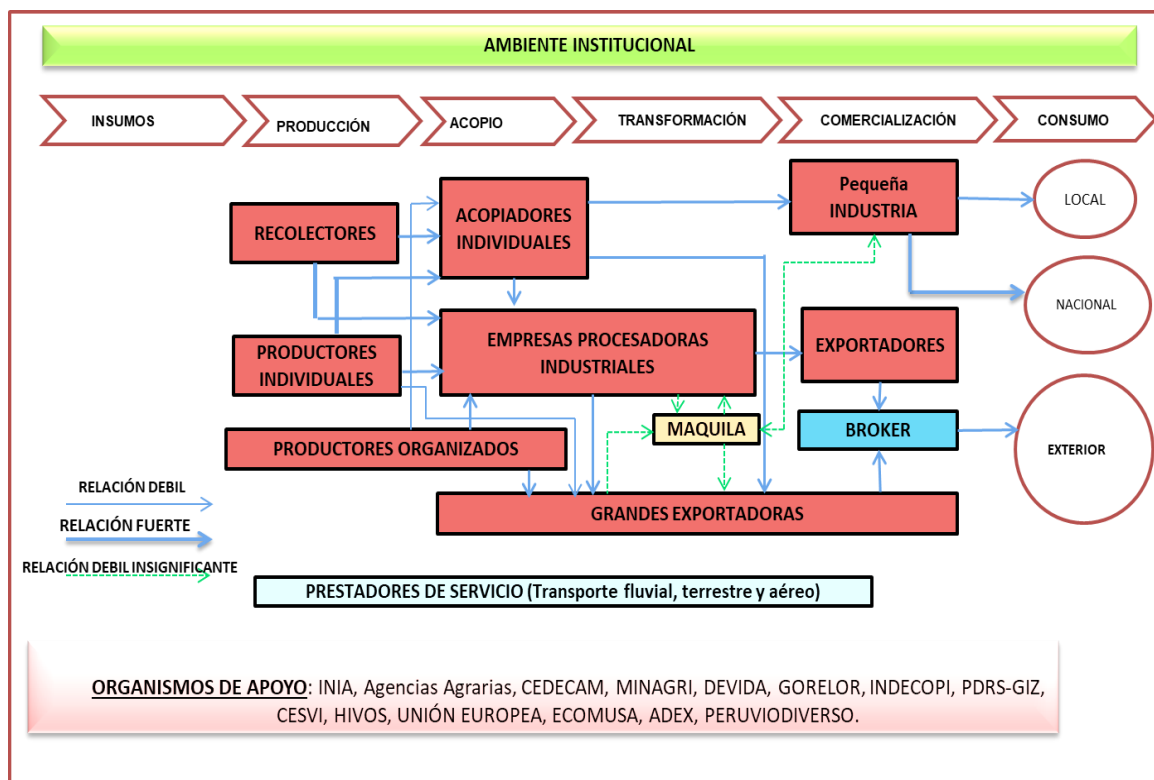 AMBIENTE INSTITUCIONAL
INSUMOS
PRODUCCIÓN
ACOPIO
TRANSFORMACIÓN
COMERCIALIZACIÓN
CONSUMO
RECOLECTORES
ACOPIADORES
INDIVIDUALES
Pequeña
INDUSTRIA
LOCAL
NACIONAL
PRODUCTORES
INDIVIDUALES
EMPRESAS PROCESADORAS
INDUSTRIALES
EXPORTADORES
PRODUCTORES ORGANIZADOS
MAQUILA
BROKER
EXTERIOR
GRANDES EXPORTADORAS
RELACIÓN DEBIL
RELACIÓN FUERTE
RELACIÓN DEBIL INSIGNIFICANTE
PRESTADORES DE SERVICIO (Transporte fluvial, terrestre y aéreo)
ORGANISMOS DE APOYO: INIA, Agencias Agrarias, CEDECAM, MINAGRI, DEVIDA, GORELOR, INDECOPI, PDRS-GIZ,
CESVI, HIVOS, UNIÓN EUROPEA, ECOMUSA, ADEX, PERUVIODIVERSO.